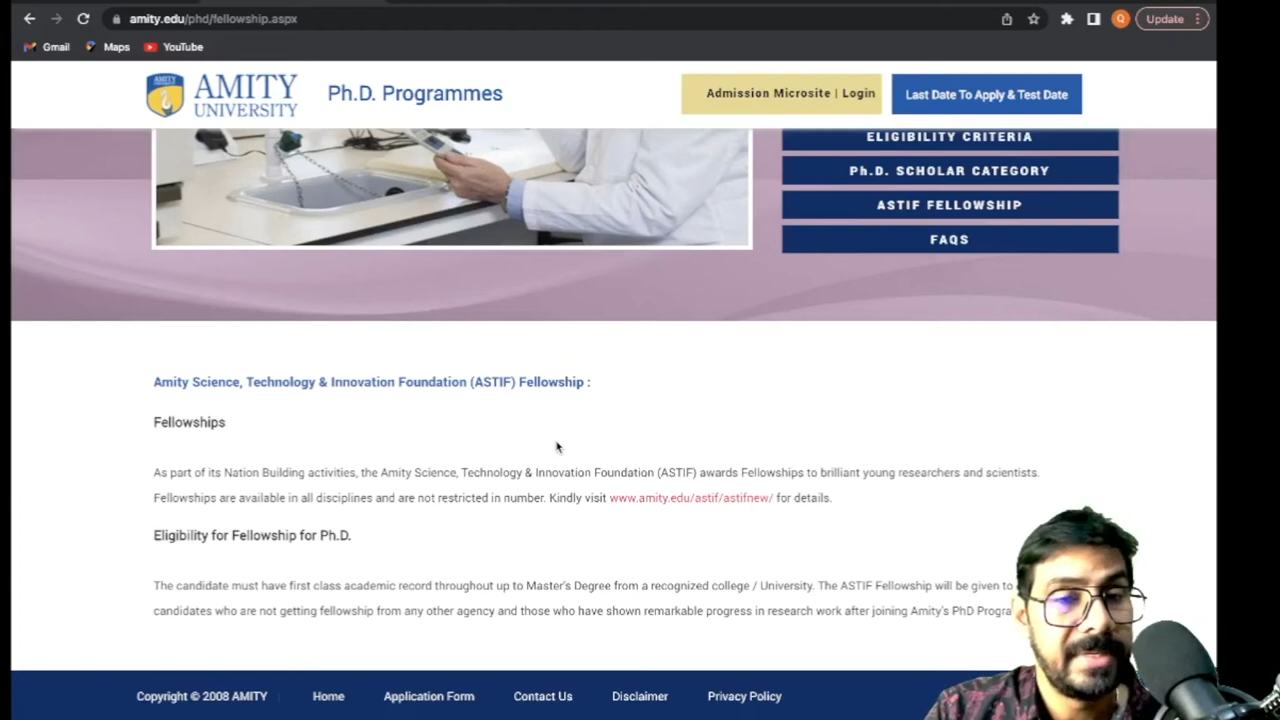 amity.edu/phd/fellowship.aspx
Q
Update
Gmail
Maps
YouTube
AMITY
UNIVERSITY
Ph.D. Programmes
Admission Microsite | Login
Last Date To Apply & Test Date
ELIGIBILITY CRITERIA
Ph.D. SCHOLAR CATEGORY
ASTIF FELLOWSHIP
FAQS
Amity Science, Technology & Innovation Foundation (ASTIF) Fellowship :
Fellowships
As part of its Nation Building activities, the Amity Science, Technology & Innovation Foundation (ASTIF) awards Fellowships to brilliant young researchers and scientists.
Fellowships are available in all disciplines and are not restricted in number. Kindly visit www.amity.edu/astif/astifnew/ for details.
Eligibility for Fellowship for Ph.D.
The candidate must have first class academic record throughout up to Master's Degree from a recognized college / University. The ASTIF Fellowship will be given to
candidates who are not getting fellowship from any other agency and those who have shown remarkable progress in research work after joining Amity's PhD
Copyright © 2008 AMITY
Home
Application Form
Contact Us
Disclaimer
Privacy Policy